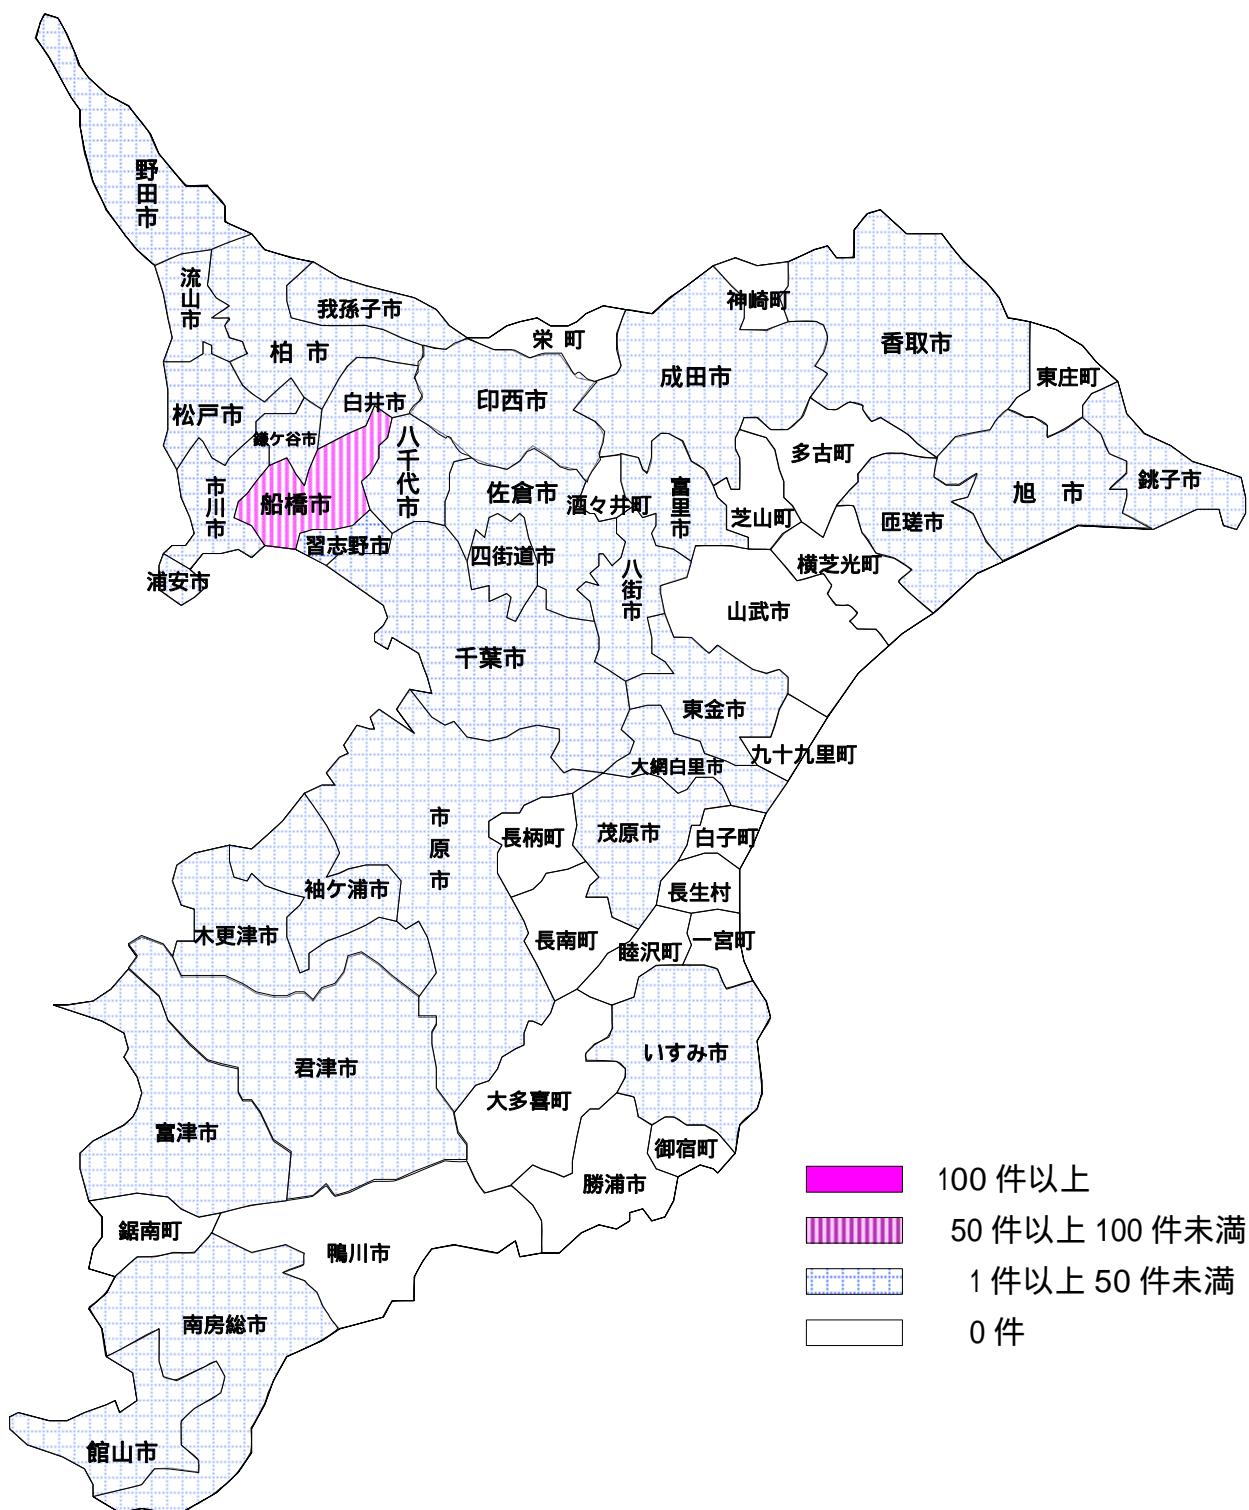 野田市
流山市
我孫子市
柏 市
栄 町
神崎町
香取市
成田市
東庄町
松戸市
鎌ケ谷市
白井市
印西市
八千代市
多古町
銚子市
市川市
船橋市
佐倉市
酒々井町
富里市
芝山町
匝瑳市
旭 市
習志野市
四街道市
八街市
横芝光町
浦安市
山武市
千葉市
東金市
九十九里町
大網白里市
市原市
長柄町
茂原市
白子町
袖ケ浦市
長生村
木更津市
長南町
睦沢町
一宮町
君津市
いすみ市
大多喜町
富津市
御宿町
勝浦市
鋸南町
鴨川市
南房総市
館山市
100 件以上
50 件以上 100 件未満
1 件以上 50 件未満
0 件